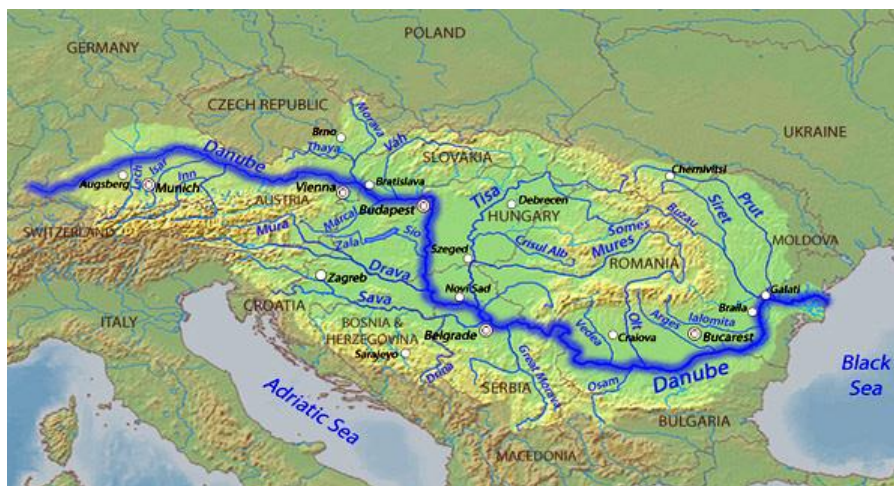 POLAND
GERMANY
CZECH REPUBLIC
UKRAINE
Morava
Brno
Thaya
Vah
SLOVAKIA
Danube
Lech
Isar
Inn
Augsberg
Munich
Vienna
Bratislava
AUSTRIA
Budapest
Tisa
Debrecen
HUNGARY
Chernivitsi
Prut
Siret
MOLDOVA
SWITZERLAND
Mura
Marcal
Zala
Sio
Szeged
Crisul Alb
Somes
Mures
Buzau
ROMANIA
Drava
Zagreb
Sava
Novi Sad
Galati
Braila
CROATIA
ITALY
BOSNIA &
HERZEGOVINA
Sarajevo
Drina
Belgrade
SERBIA
Great Morava
Vedea
Craiova
Olt
Arges
Ialomita
Bucarest
Osam
Danube
BULGARIA
Black
Sea
Adriatic Sea
MACEDONIA